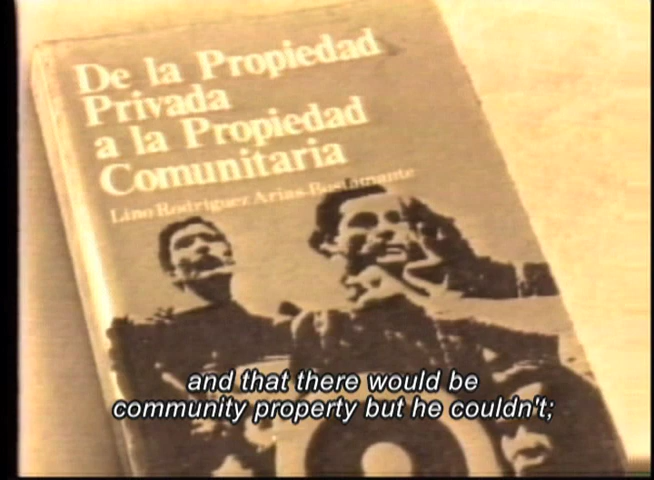 De la Propiedad
Privada
a la Propiedad
Comunitaria
Lino Rodríguez Arias-Bustamante
and that there would be
community property but he couldn't;